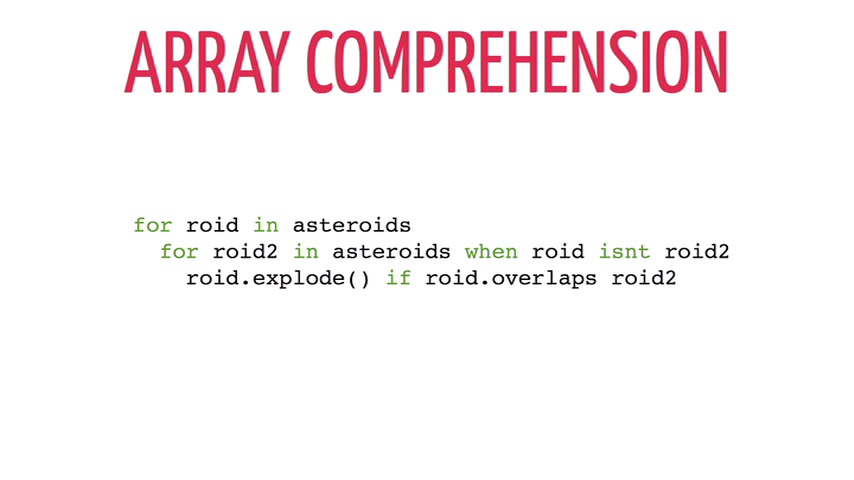 ARRAY COMPREHENSION
for roid in asteroids
  for roid2 in asteroids when roid isnt roid2
    roid.explode() if roid.overlaps roid2